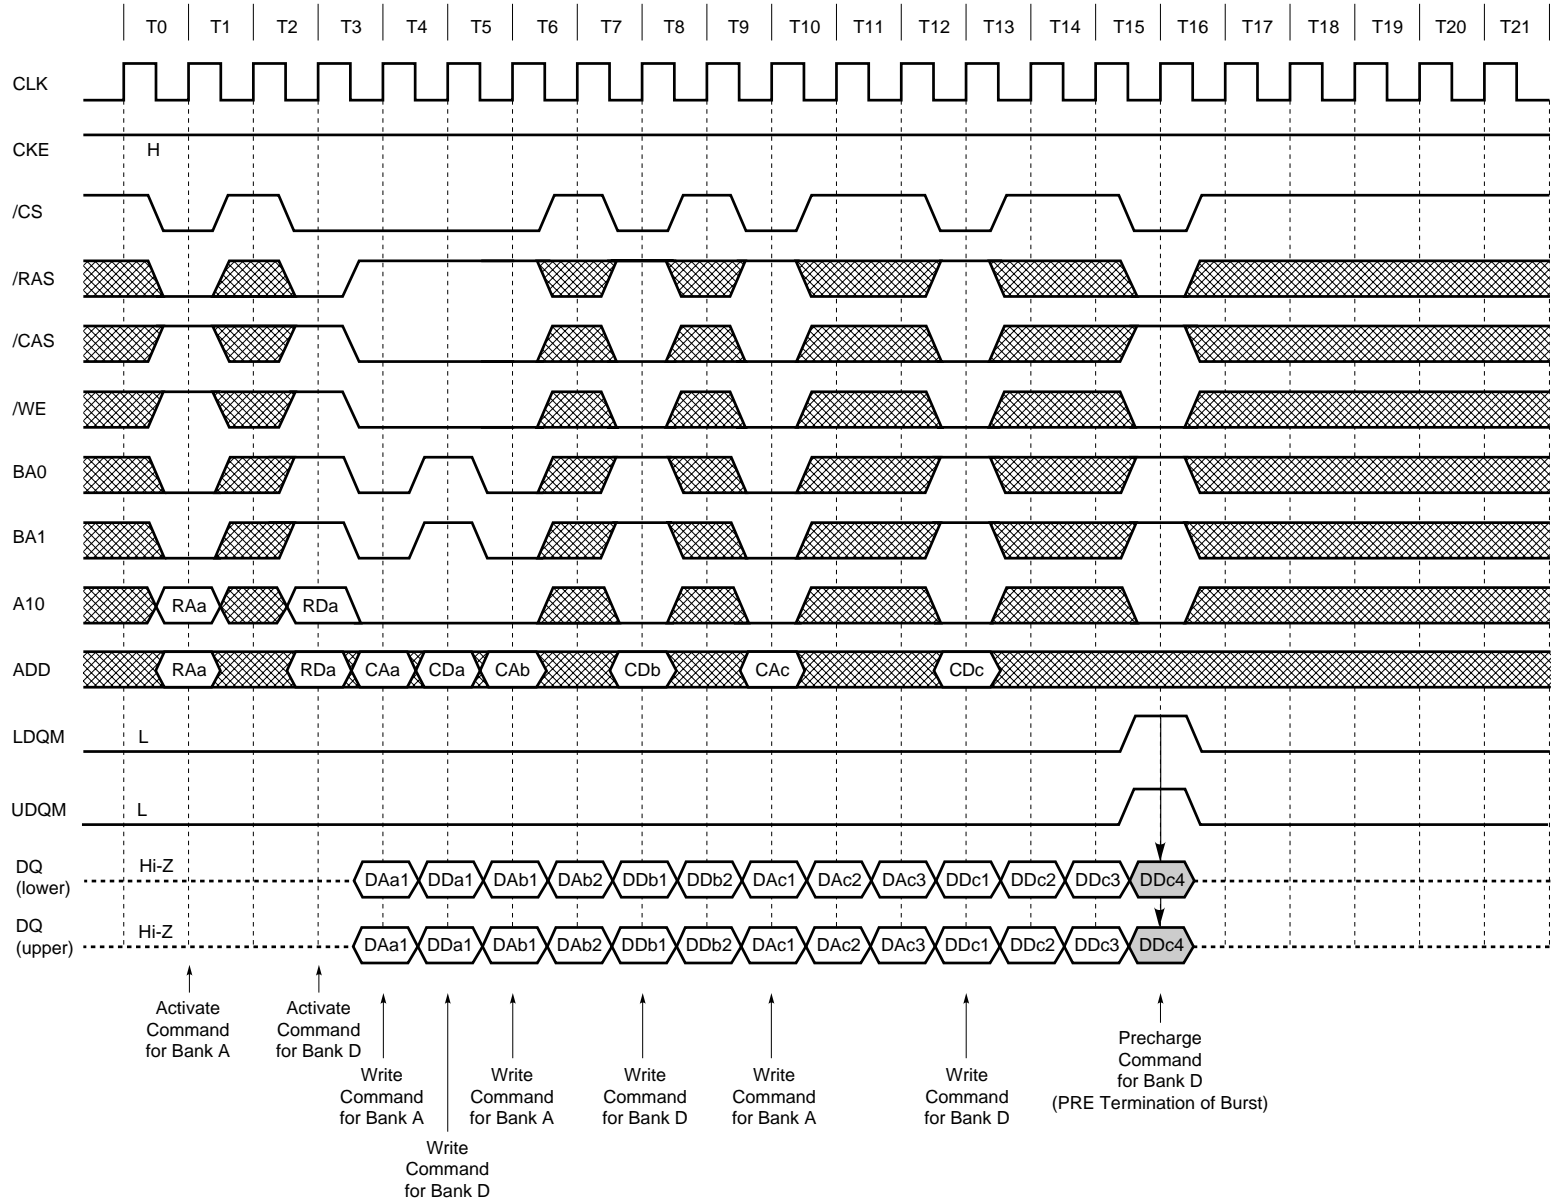 T0 T1 T2 T3 T4 T5 T6 T7 T8 T9 T10 T11 T12 T13 T14 T15 T16 T17 T18 T19 T20 T21
CLK
CKE H
/CS
/RAS
/CAS
/WE
BA0
BA1
A10 RAa RDa
ADD RAa RDa CAa CDa CAb CDb CAc CDc
LDQM L
UDQM L
DQ
(lower)
Hi-Z
DAa1 DDa1 DAb1 DAb2 DDb1 DDb2 DAc1 DAc2 DAc3 DDc1 DDc2 DDc3 DDc4
DQ
(upper)
Hi-Z
DAa1 DDa1 DAb1 DAb2 DDb1 DDb2 DAc1 DAc2 DAc3 DDc1 DDc2 DDc3 DDc4
Activate
Command
for Bank A
Activate
Command
for Bank D
Write
Command
for Bank A
Write
Command
for Bank D
Write
Command
for Bank A
Write
Command
for Bank D
Write
Command
for Bank A
Write
Command
for Bank D
Precharge
Command
for Bank D
(PRE Termination of Burst)